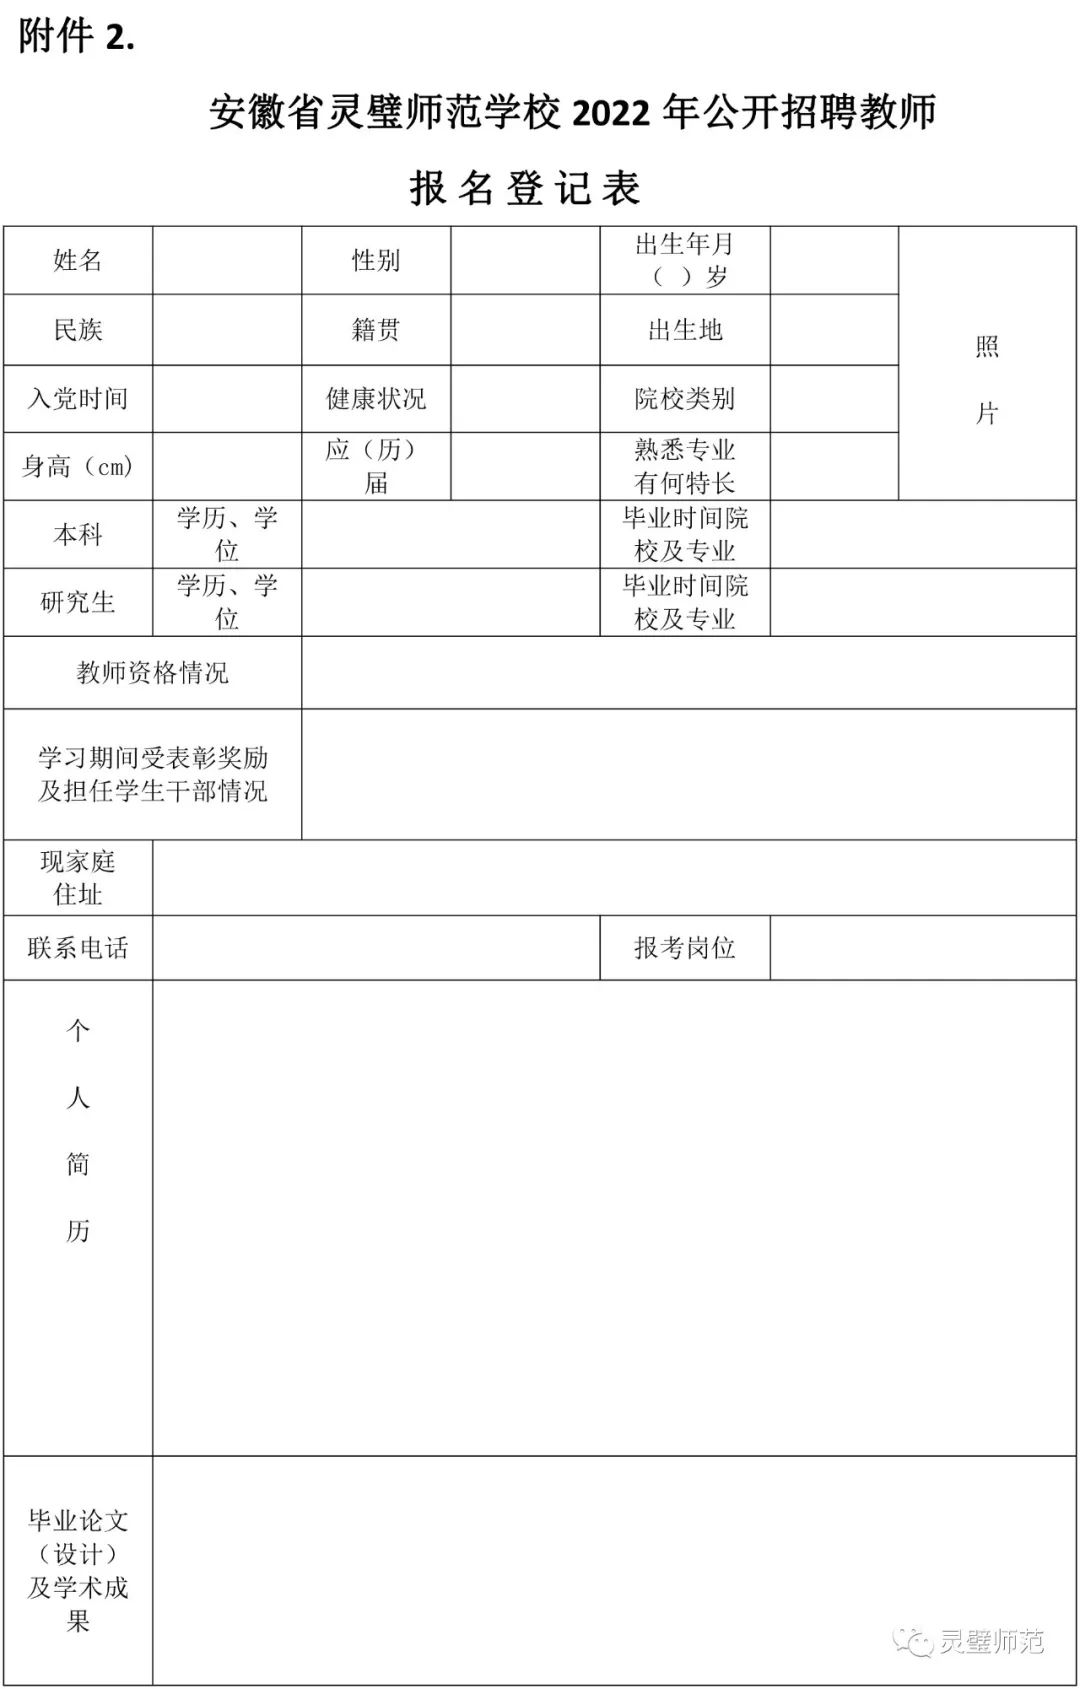 附件 2.
安徽省灵璧师范学校 2022 年公开招聘教师
报 名 登 记 表
姓名
性别
出生年月
（  ）岁
照
片
民族
籍贯
出生地
入党时间
健康状况
院校类别
身高（cm）
应（历）
届
熟悉专业
有何特长
本科
学历、学
位
毕业时间院
校及专业
研究生
学历、学
位
毕业时间院
校及专业
教师资格情况
学习期间受表彰奖励
及担任学生干部情况
现家庭
住址
联系电话
报考岗位
个
人
简
历
毕业论文
（设计）
及学术成
果
灵璧师范